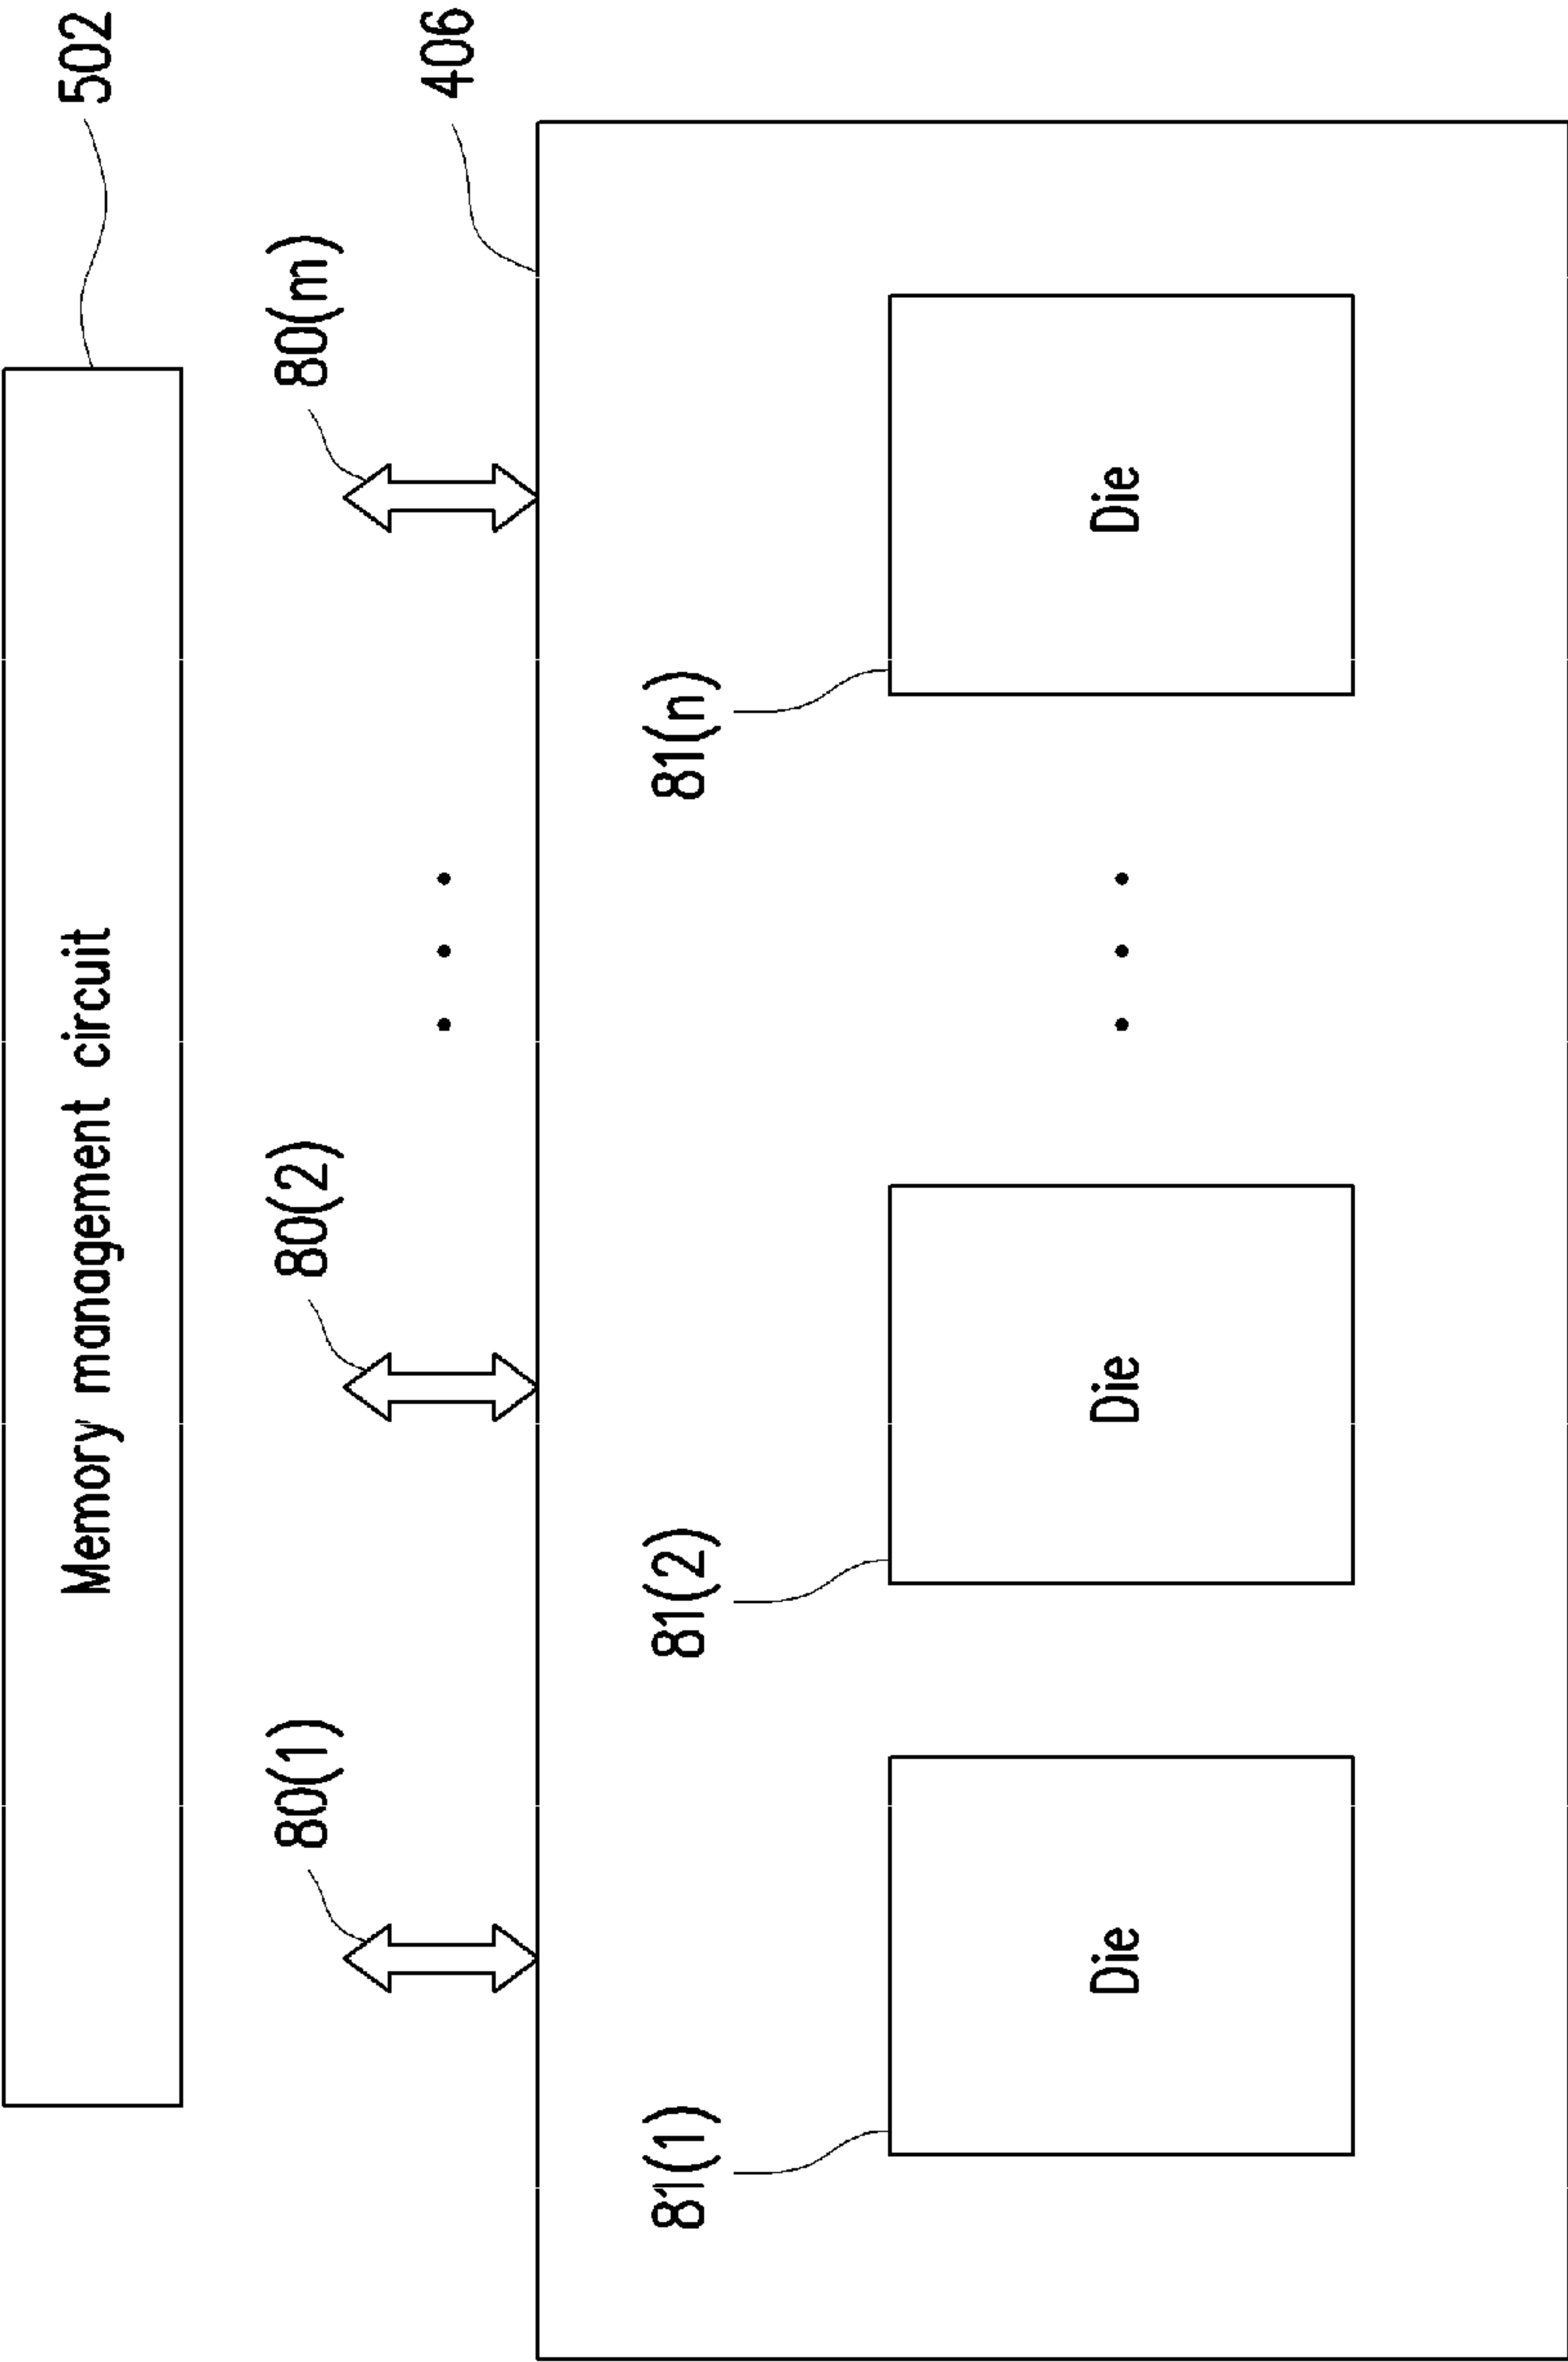 Memory management circuit
502
80(1)
80(2)
80(m)
. . .
406
81(1)
81(2)
81(n)
Die
Die
. . .
Die